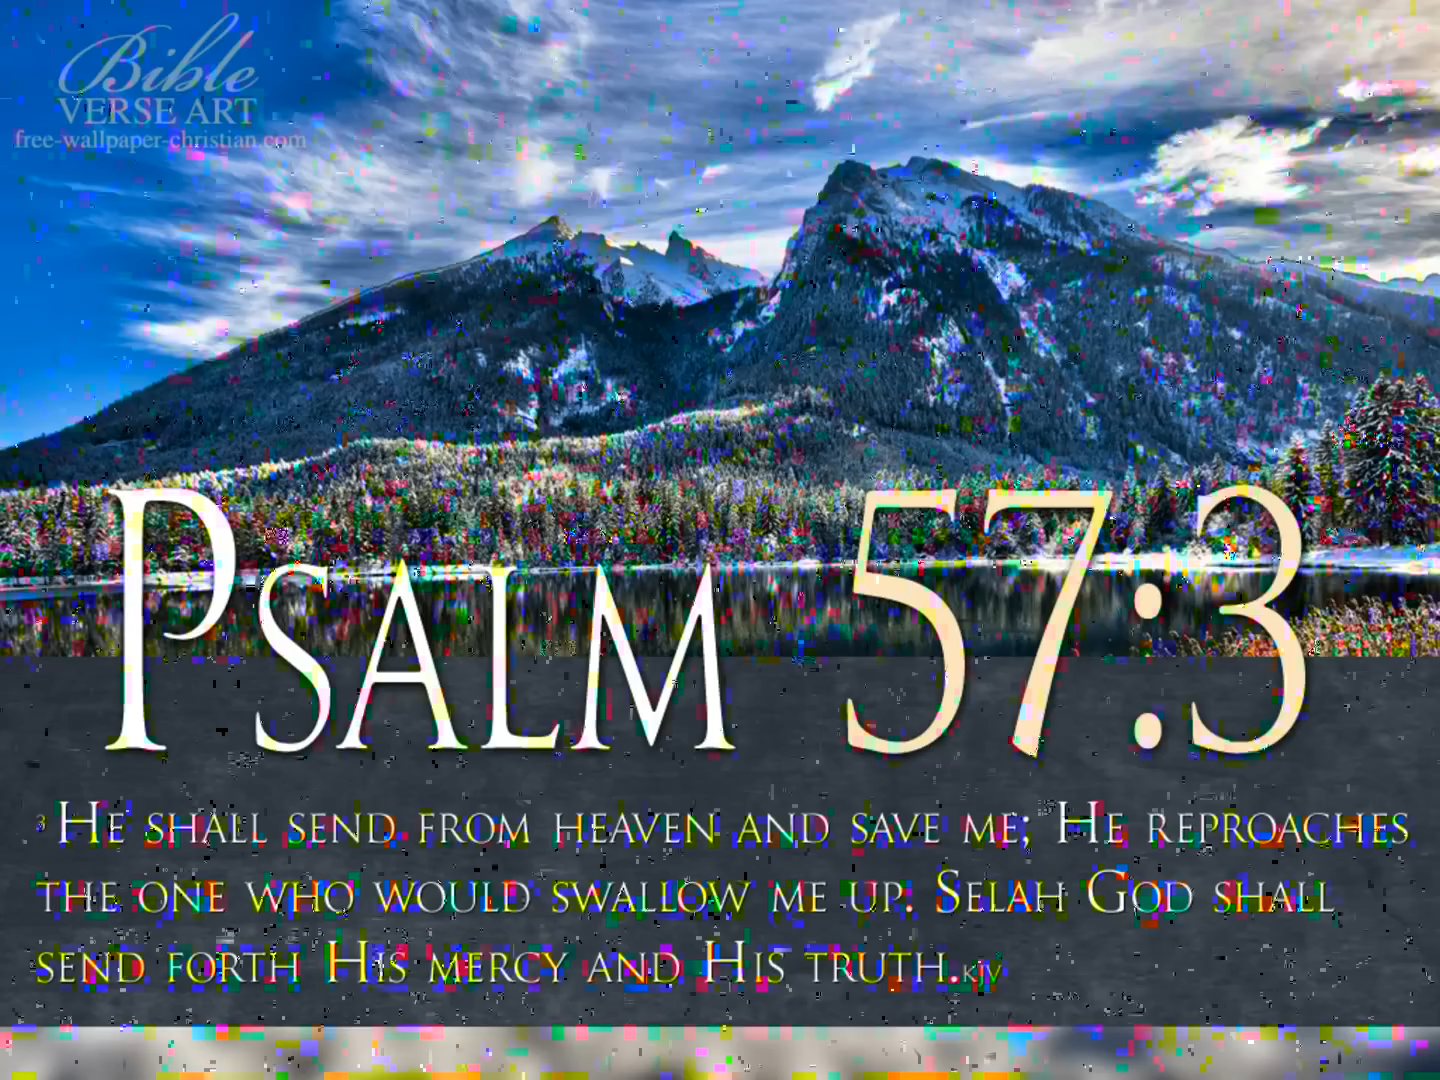 Bible
VERSE ART
free-wallpaper-christian.com
PSALM 57:3
3 HE SHALL SEND FROM HEAVEN AND SAVE ME; HE REPROACHES
THE ONE WHO WOULD SWALLOW ME UP. SELAH GOD SHALL
SEND FORTH HIS MERCY AND HIS TRUTH.KJV